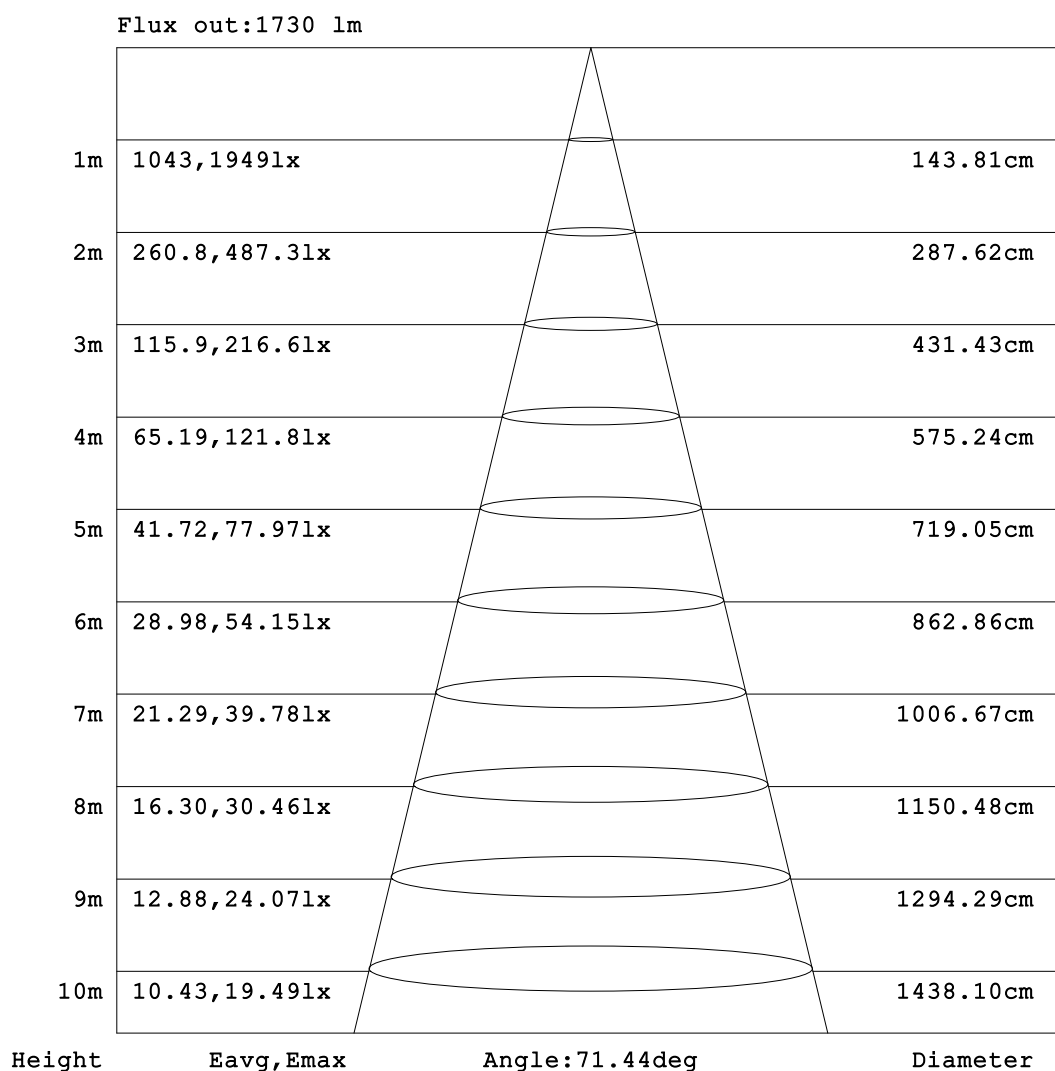 Flux out:1730 lm
1m 1043,1949lx 143.81cm
2m 260.8,487.3lx 287.62cm
3m 115.9,216.6lx 431.43cm
4m 65.19,121.8lx 575.24cm
5m 41.72,77.97lx 719.05cm
6m 28.98,54.15lx 862.86cm
7m 21.29,39.78lx 1006.67cm
8m 16.30,30.46lx 1150.48cm
9m 12.88,24.07lx 1294.29cm
10m 10.43,19.49lx 1438.10cm
Height Eavg,Emax Angle:71.44deg Diameter